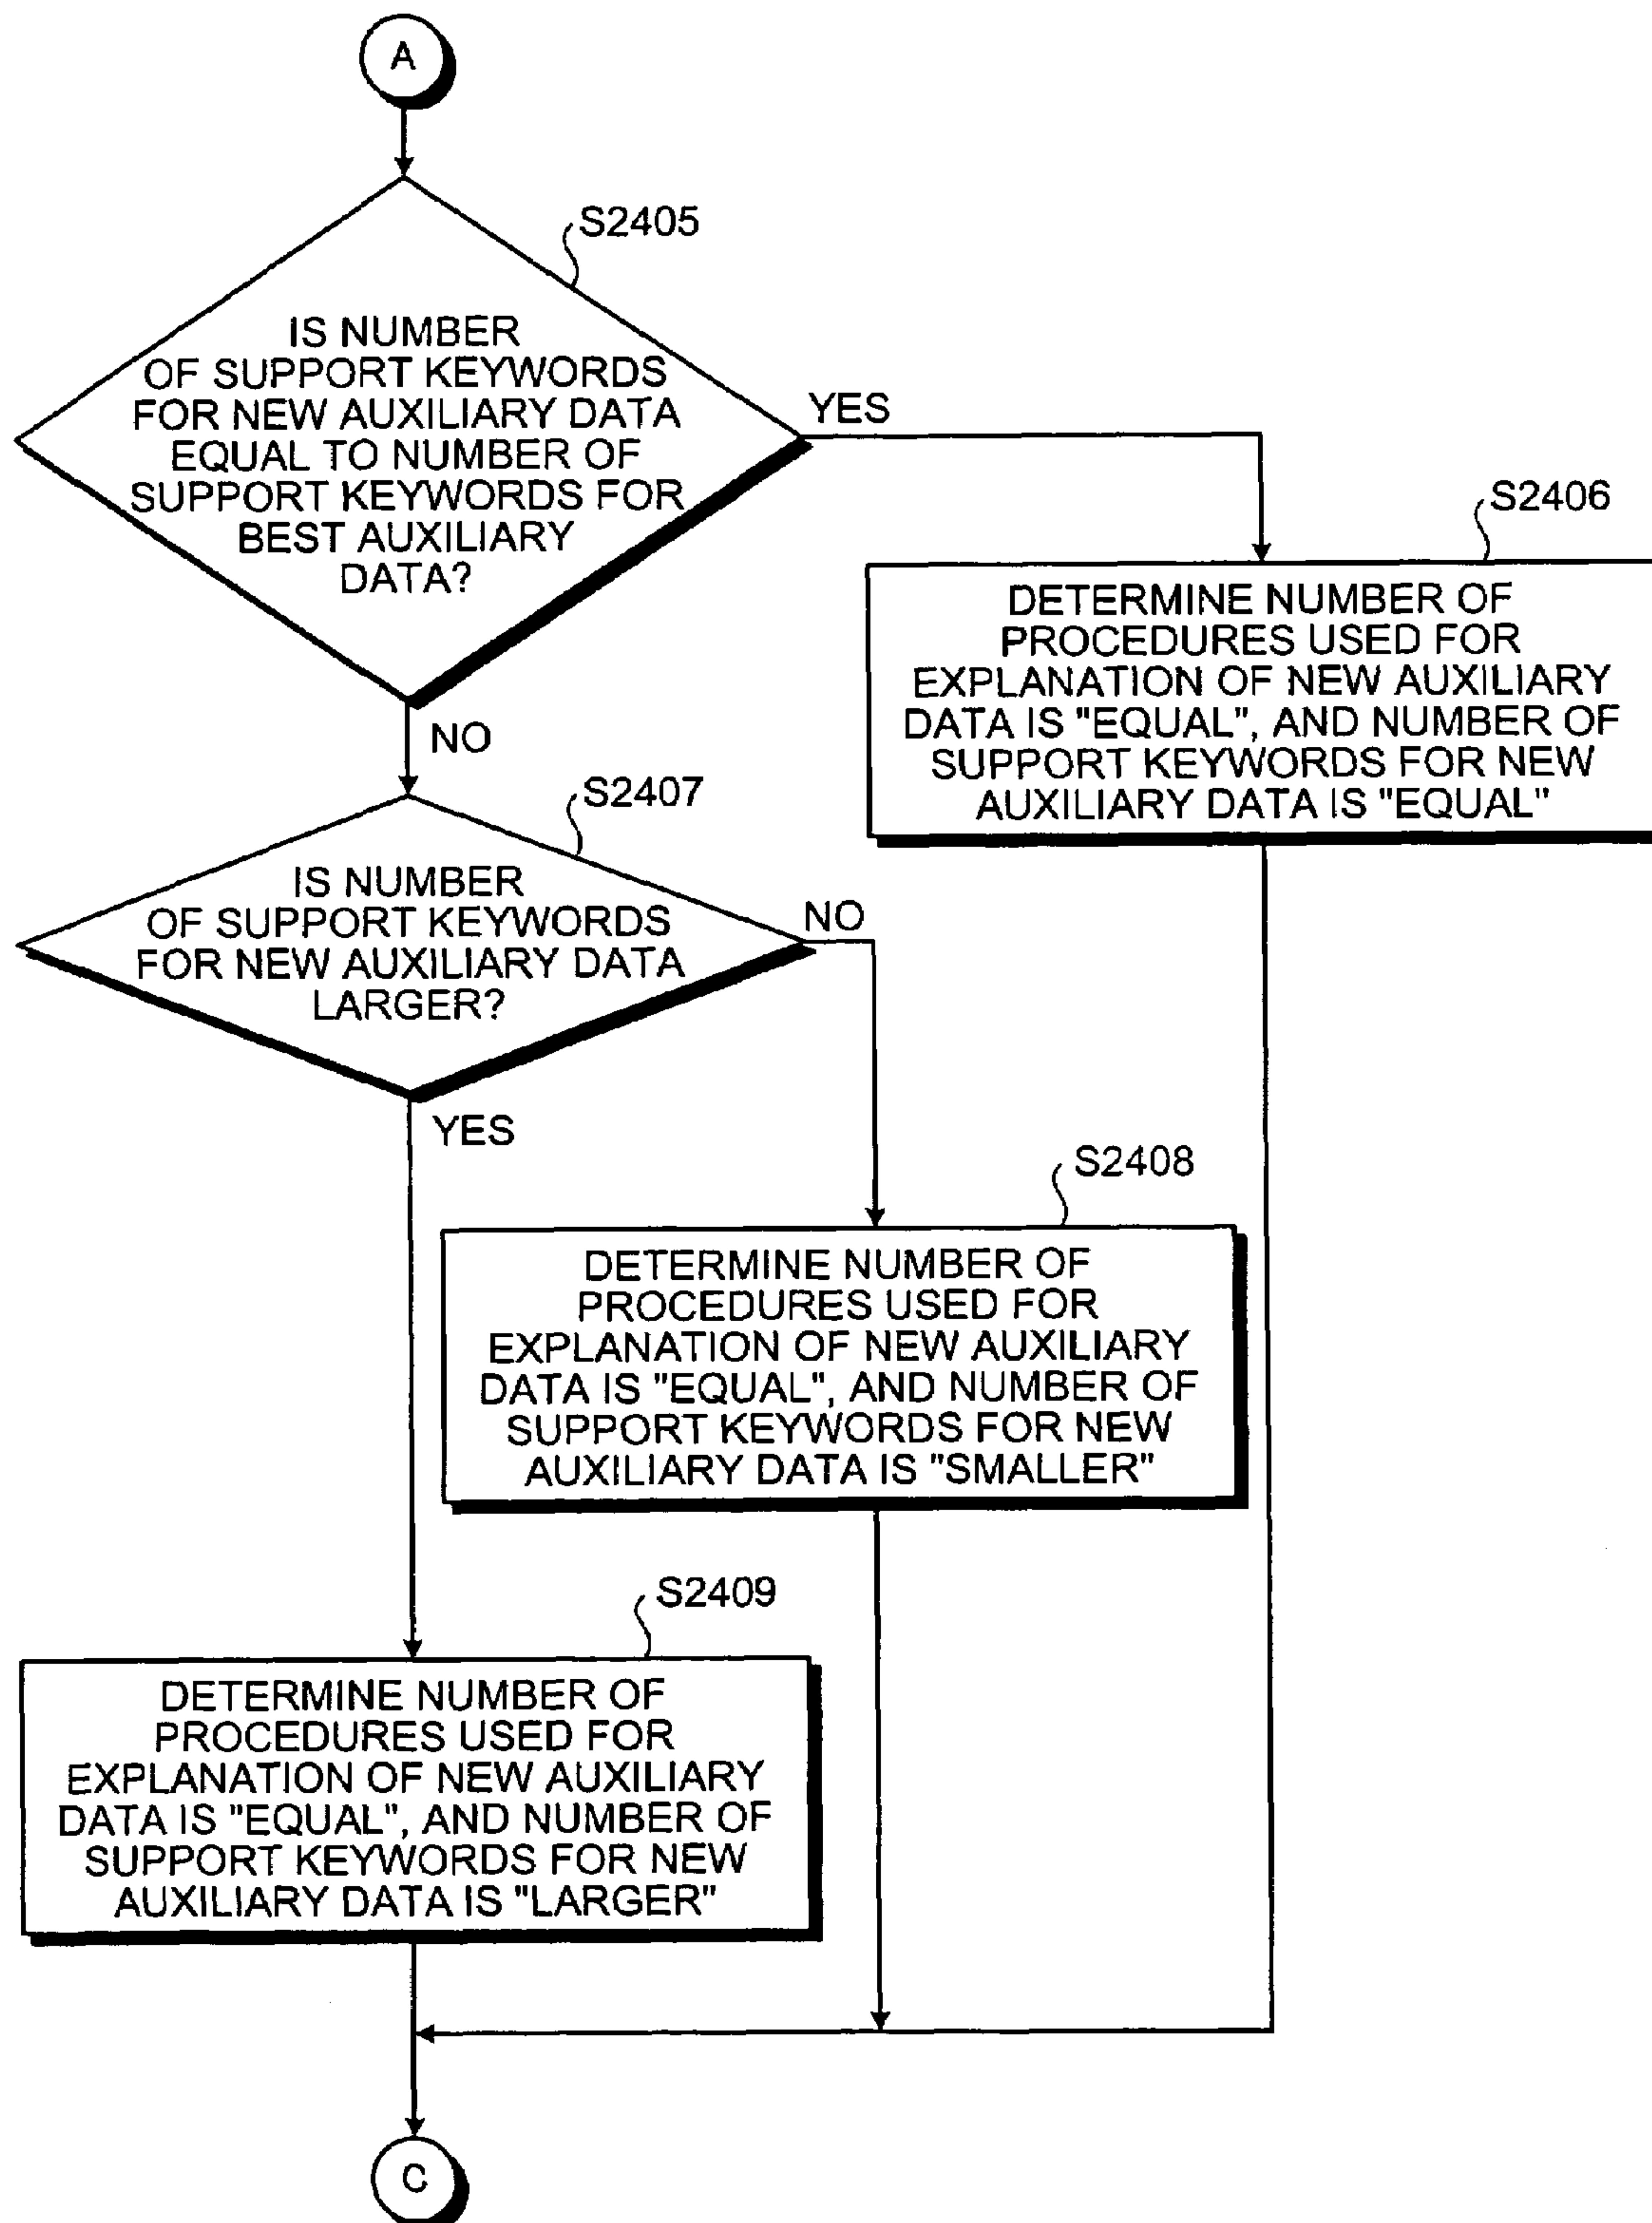 A
S2405
IS NUMBER
OF SUPPORT KEYWORDS
FOR NEW AUXILIARY DATA
EQUAL TO NUMBER OF
SUPPORT KEYWORDS FOR
BEST AUXILIARY
DATA?
YES
NO
S2406
DETERMINE NUMBER OF
PROCEDURES USED FOR
EXPLANATION OF NEW AUXILIARY
DATA IS "EQUAL", AND NUMBER OF
SUPPORT KEYWORDS FOR NEW
AUXILIARY DATA IS "EQUAL"
S2407
IS NUMBER
OF SUPPORT KEYWORDS
FOR NEW AUXILIARY DATA
LARGER?
NO
YES
S2408
DETERMINE NUMBER OF
PROCEDURES USED FOR
EXPLANATION OF NEW AUXILIARY
DATA IS "EQUAL", AND NUMBER OF
SUPPORT KEYWORDS FOR NEW
AUXILIARY DATA IS "SMALLER"
S2409
DETERMINE NUMBER OF
PROCEDURES USED FOR
EXPLANATION OF NEW AUXILIARY
DATA IS "EQUAL", AND NUMBER OF
SUPPORT KEYWORDS FOR NEW
AUXILIARY DATA IS "LARGER"
C